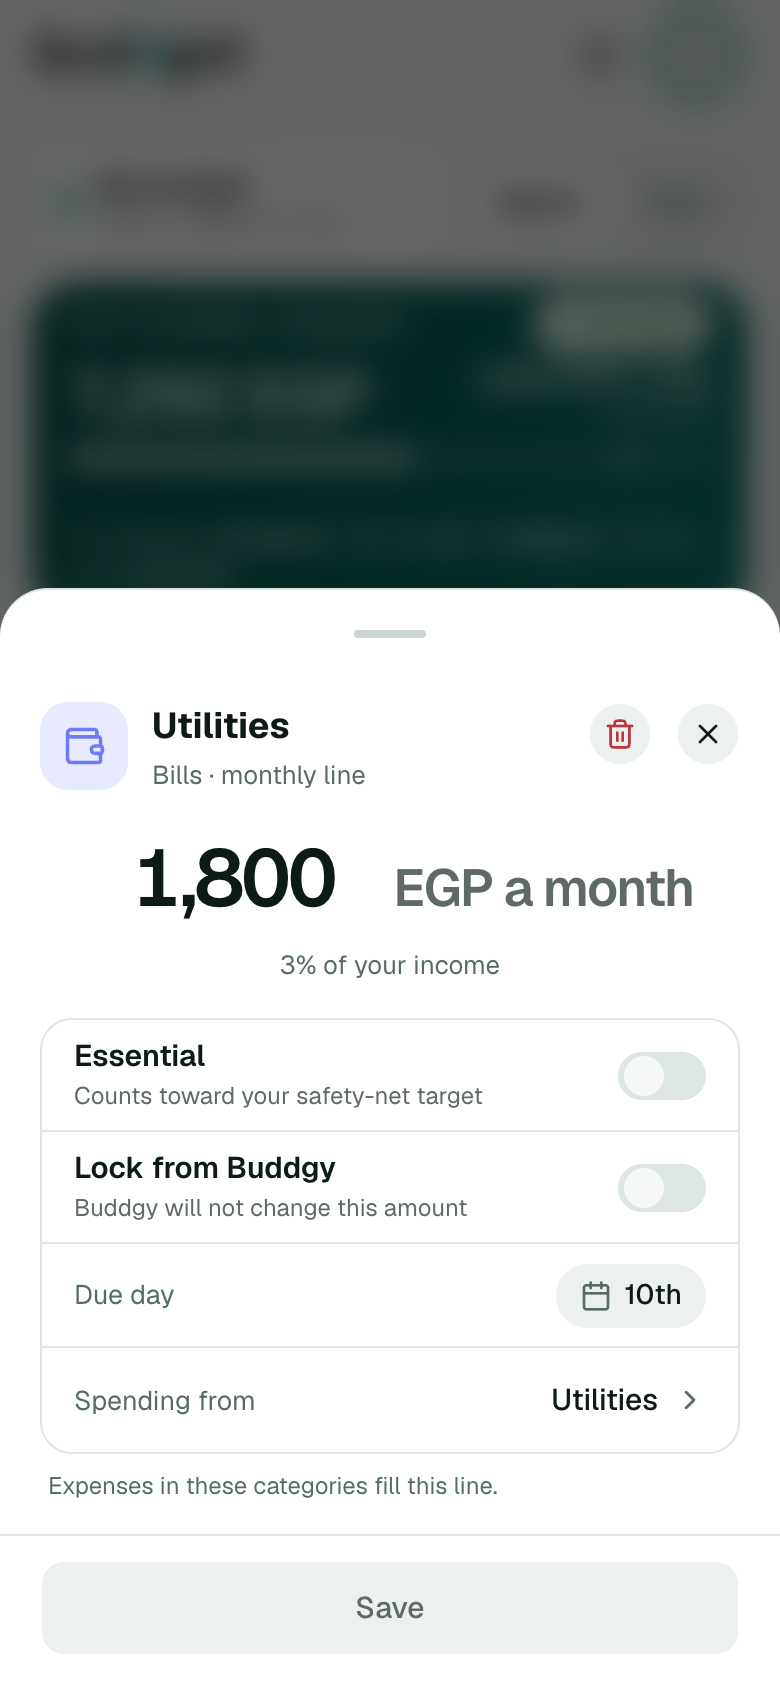 Utilities
Bills · monthly line
1,800 EGP a month
3% of your income
Essential
Counts toward your safety-net target
Lock from Buddgy
Buddgy will not change this amount
Due day
10th
Spending from
Utilities
Expenses in these categories fill this line.
Save